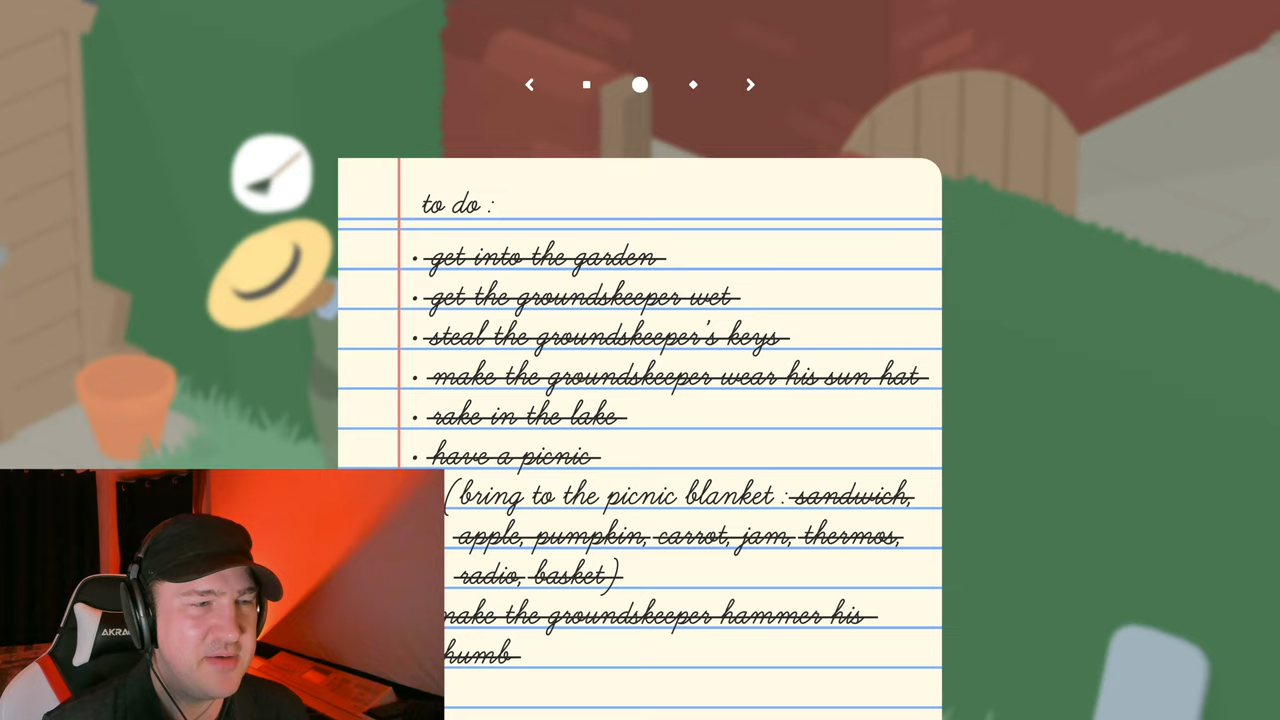 to do :
• get into the garden
• get the groundskeeper wet
• steal the groundskeeper's keys
• make the groundskeeper wear his sun hat
• rake in the lake
• have a picnic
(bring to the picnic blanket : sandwich,
apple, pumpkin, carrot, jam, thermos,
radio, basket)
make the groundskeeper hammer his
humb
AKRA